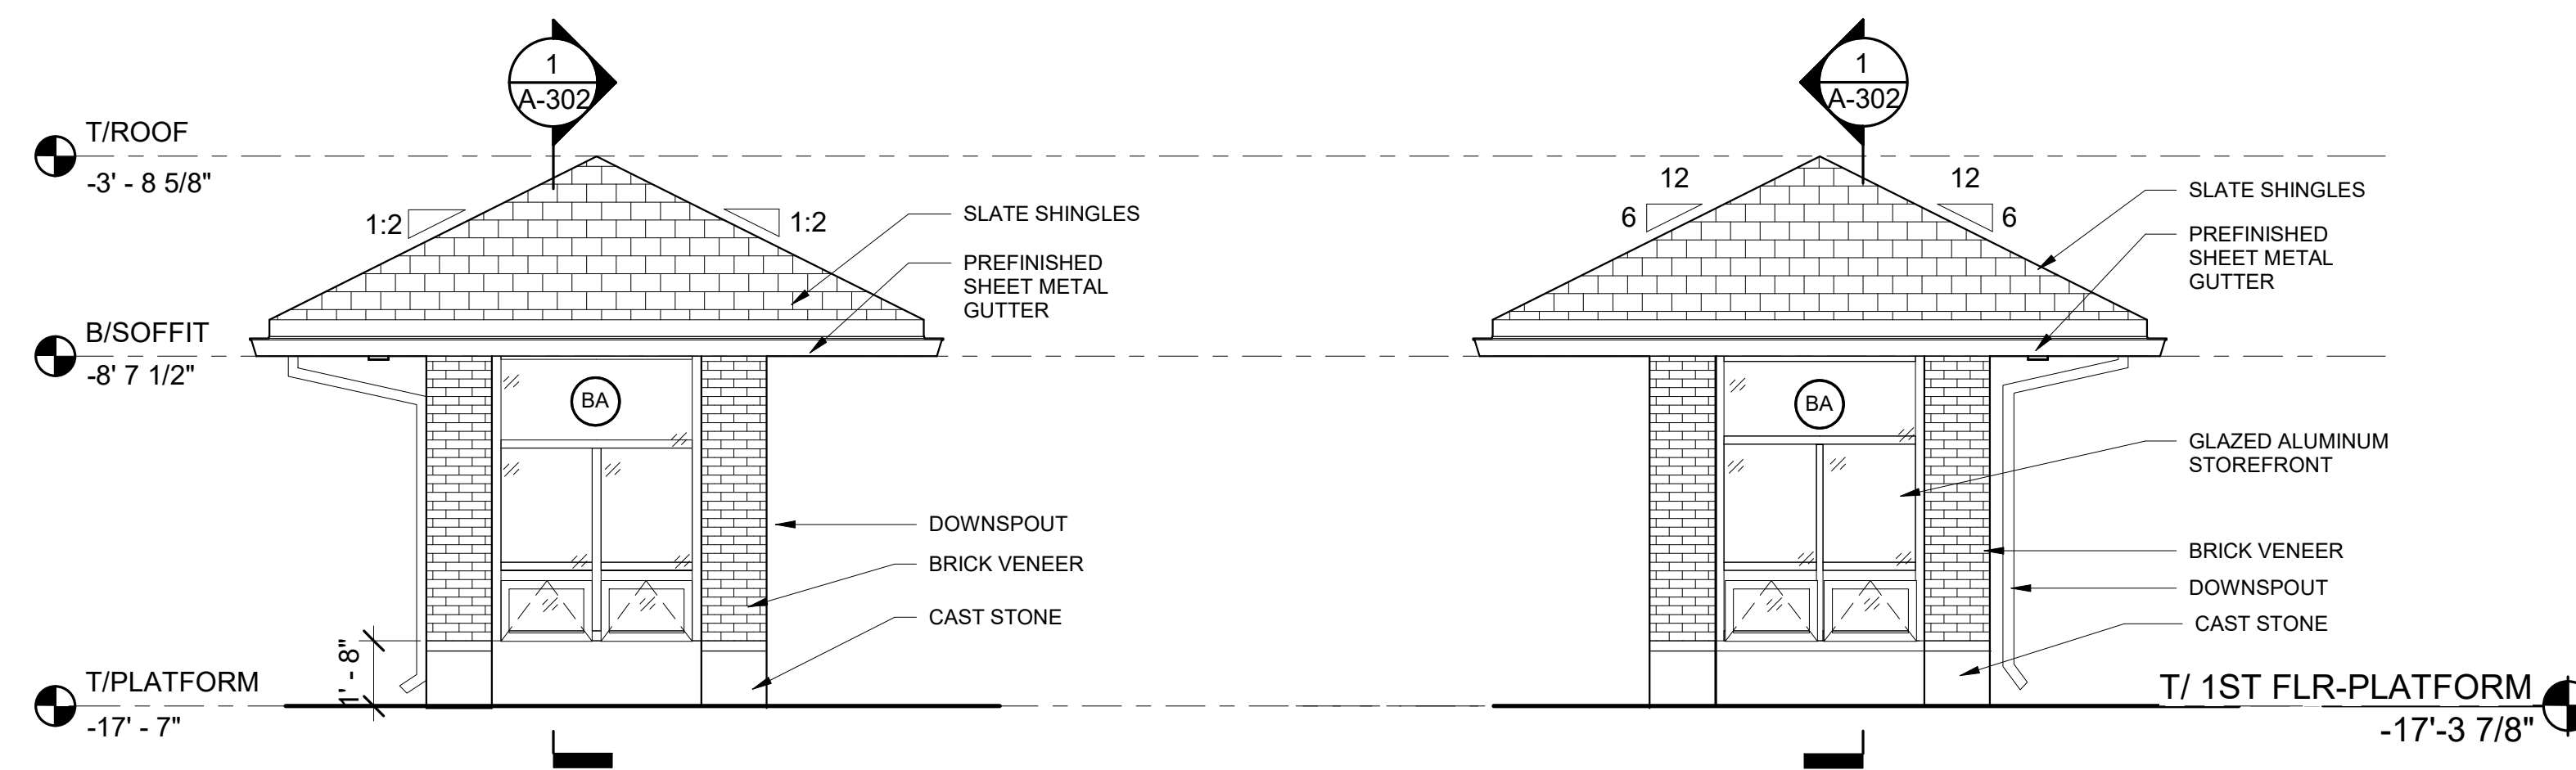 1
A-302
1
A-302
T/ROOF
-3' - 8 5/8"
12
12
SLATE SHINGLES
1:2
1:2
SLATE SHINGLES
6
6
PREFINISHED
SHEET METAL
GUTTER
PREFINISHED
SHEET METAL
GUTTER
B/SOFFIT
-8' 7 1/2"
BA
BA
GLAZED ALUMINUM
STOREFRONT
DOWNSPOUT
BRICK VENEER
BRICK VENEER
DOWNSPOUT
CAST STONE
CAST STONE
1' - 8"
T/PLATFORM
-17' - 7"
T/ 1ST FLR-PLATFORM
-17'-3 7/8"